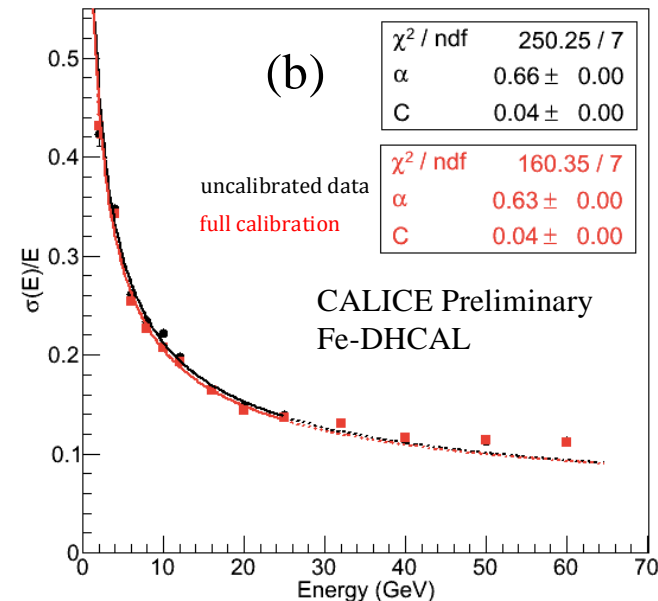 (b)
χ² / ndf 250.25 / 7
α 0.66 ± 0.00
C 0.04 ± 0.00
χ² / ndf 160.35 / 7
α 0.63 ± 0.00
C 0.04 ± 0.00
uncalibrated data
full calibration
CALICE Preliminary
Fe-DHCAL
σ(E)/E
0.5
0.4
0.3
0.2
0.1
0
0 10 20 30 40 50 60 70
Energy (GeV)